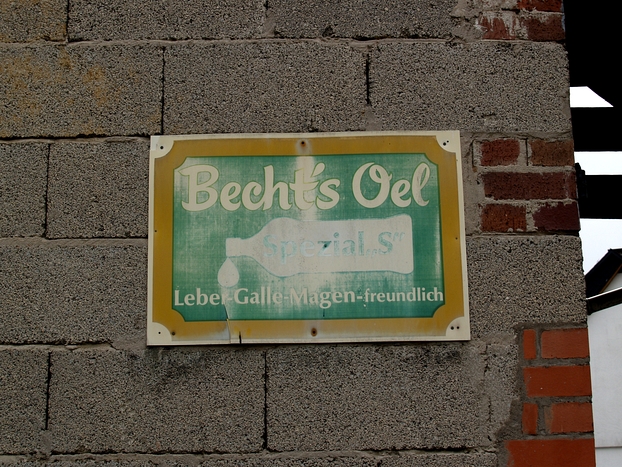 Becht's Oel
Spezial „S“
Leber-Galle-Magen-freundlich